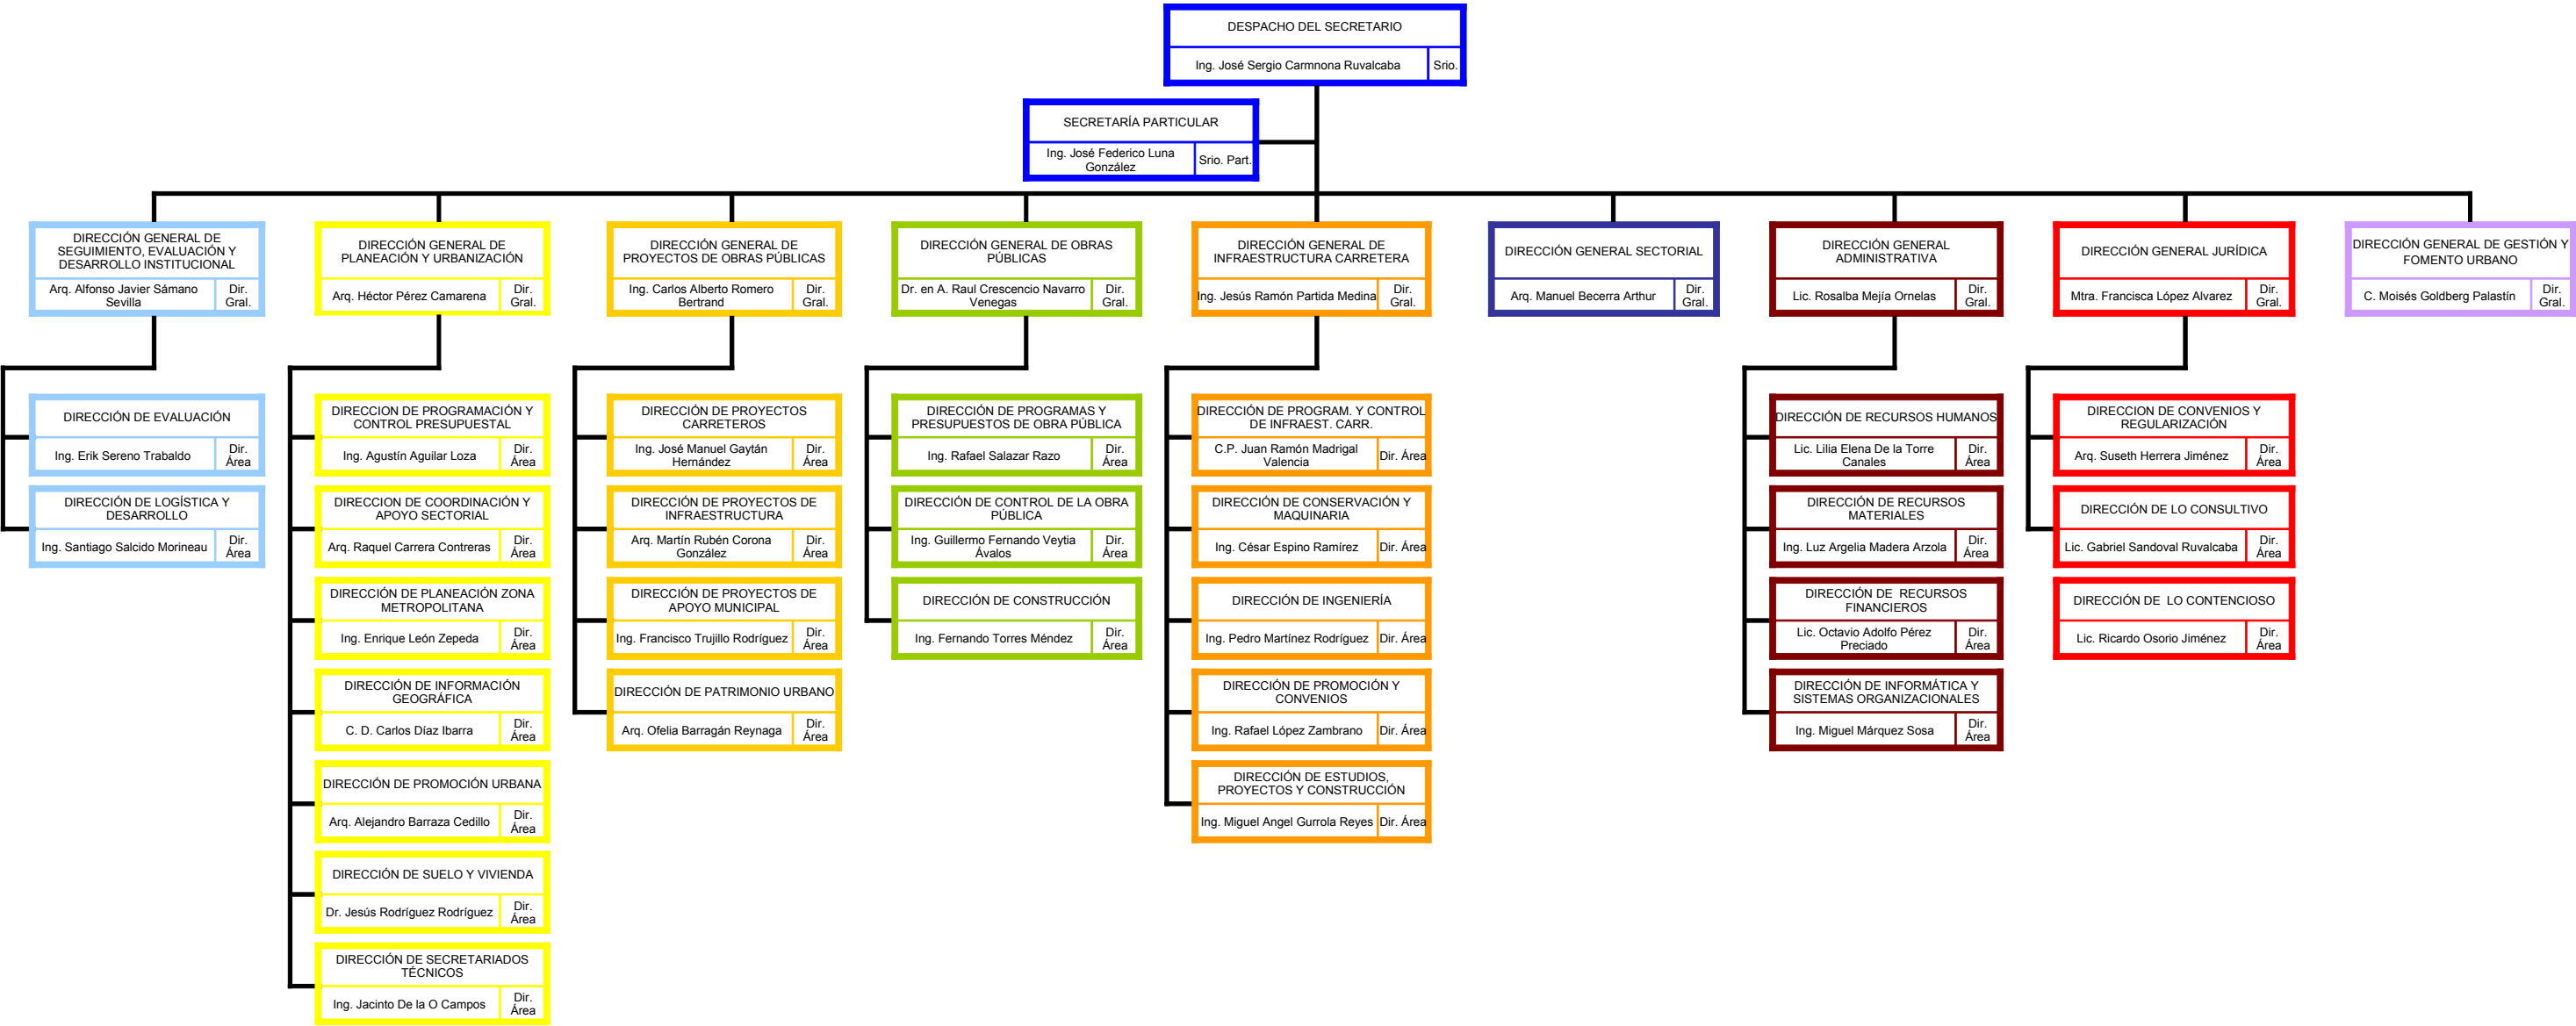 DESPACHO DEL SECRETARIO
Ing. José Sergio Carmnona Ruvalcaba
Srio.
SECRETARÍA PARTICULAR
Ing. José Federico Luna
González
Srio. Part.
DIRECCIÓN GENERAL DE
SEGUIMIENTO, EVALUACIÓN Y
DESARROLLO INSTITUCIONAL
Arq. Alfonso Javier Sámano
Sevilla
Dir.
Gral.
DIRECCIÓN GENERAL DE
PLANEACIÓN Y URBANIZACIÓN
Arq. Héctor Pérez Camarena
Dir.
Gral.
DIRECCIÓN GENERAL DE
PROYECTOS DE OBRAS PÚBLICAS
Ing. Carlos Alberto Romero
Bertrand
Dir.
Gral.
DIRECCIÓN GENERAL DE OBRAS
PÚBLICAS
Dr. en A. Raul Crescencio Navarro
Venegas
Dir.
Gral.
DIRECCIÓN GENERAL DE
INFRAESTRUCTURA CARRETERA
Ing. Jesús Ramón Partida Medina
Dir.
Gral.
DIRECCIÓN GENERAL SECTORIAL
Arq. Manuel Becerra Arthur
Dir.
Gral.
DIRECCIÓN GENERAL
ADMINISTRATIVA
Lic. Rosalba Mejía Ornelas
Dir.
Gral.
DIRECCIÓN GENERAL JURÍDICA
Mtra. Francisca López Alvarez
Dir.
Gral.
DIRECCIÓN GENERAL DE GESTIÓN Y
FOMENTO URBANO
C. Moisés Goldberg Palastín
Dir.
Gral.
DIRECCIÓN DE EVALUACIÓN
Ing. Erik Sereno Trabaldo
Dir.
Área
DIRECCIÓN DE LOGÍSTICA Y
DESARROLLO
Ing. Santiago Salcido Morineau
Dir.
Área
DIRECCION DE PROGRAMACIÓN Y
CONTROL PRESUPUESTAL
Ing. Agustín Aguilar Loza
Dir.
Área
DIRECCION DE COORDINACIÓN Y
APOYO SECTORIAL
Arq. Raquel Carrera Contreras
Dir.
Área
DIRECCIÓN DE PLANEACIÓN ZONA
METROPOLITANA
Ing. Enrique León Zepeda
Dir.
Área
DIRECCIÓN DE INFORMACIÓN
GEOGRÁFICA
C. D. Carlos Díaz Ibarra
Dir.
Área
DIRECCIÓN DE PROMOCIÓN URBANA
Arq. Alejandro Barraza Cedillo
Dir.
Área
DIRECCIÓN DE SUELO Y VIVIENDA
Dr. Jesús Rodríguez Rodríguez
Dir.
Área
DIRECCIÓN DE SECRETARIADOS
TÉCNICOS
Ing. Jacinto De la O Campos
Dir.
Área
DIRECCIÓN DE PROYECTOS
CARRETEROS
Ing. José Manuel Gaytán
Hernández
Dir.
Área
DIRECCIÓN DE PROYECTOS DE
INFRAESTRUCTURA
Arq. Martín Rubén Corona
González
Dir.
Área
DIRECCIÓN DE PROYECTOS DE
APOYO MUNICIPAL
Ing. Francisco Trujillo Rodríguez
Dir.
Área
DIRECCIÓN DE PATRIMONIO URBANO
Arq. Ofelia Barragán Reynaga
Dir.
Área
DIRECCIÓN DE PROGRAMAS Y
PRESUPUESTOS DE OBRA PÚBLICA
Ing. Rafael Salazar Razo
Dir.
Área
DIRECCIÓN DE CONTROL DE LA OBRA
PÚBLICA
Ing. Guillermo Fernando Veytia
Ávalos
Dir.
Área
DIRECCIÓN DE CONSTRUCCIÓN
Ing. Fernando Torres Méndez
Dir.
Área
DIRECCIÓN DE PROGRAM. Y CONTROL
DE INFRAEST. CARR.
C.P. Juan Ramón Madrigal
Valencia
Dir. Área
DIRECCIÓN DE CONSERVACIÓN Y
MAQUINARIA
Ing. César Espino Ramírez
Dir. Área
DIRECCIÓN DE INGENIERÍA
Ing. Pedro Martínez Rodríguez
Dir. Área
DIRECCIÓN DE PROMOCIÓN Y
CONVENIOS
Ing. Rafael López Zambrano
Dir. Área
DIRECCIÓN DE ESTUDIOS,
PROYECTOS Y CONSTRUCCIÓN
Ing. Miguel Angel Gurrola Reyes
Dir. Área
DIRECCIÓN DE RECURSOS HUMANOS
Lic. Lilia Elena De la Torre
Canales
Dir.
Área
DIRECCIÓN DE RECURSOS
MATERIALES
Ing. Luz Argelia Madera Arzola
Dir.
Área
DIRECCIÓN DE  RECURSOS
FINANCIEROS
Lic. Octavio Adolfo Pérez
Preciado
Dir.
Área
DIRECCIÓN DE INFORMÁTICA Y
SISTEMAS ORGANIZACIONALES
Ing. Miguel Márquez Sosa
Dir.
Área
DIRECCION DE CONVENIOS Y
REGULARIZACIÓN
Arq. Suseth Herrera Jiménez
Dir.
Área
DIRECCIÓN DE LO CONSULTIVO
Lic. Gabriel Sandoval Ruvalcaba
Dir.
Área
DIRECCIÓN DE  LO CONTENCIOSO
Lic. Ricardo Osorio Jiménez
Dir.
Área